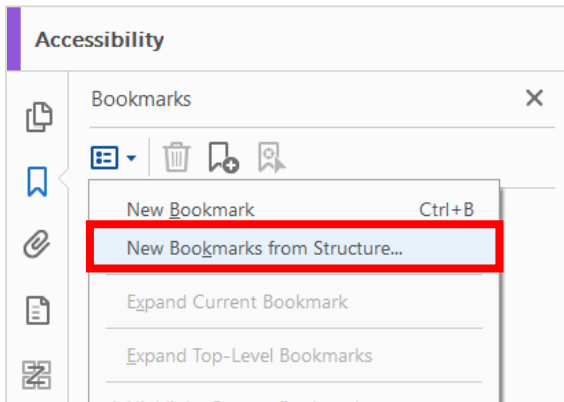 Accessibility
Bookmarks
New Bookmark Ctrl+B
New Bookmarks from Structure...
Expand Current Bookmark
Expand Top-Level Bookmarks